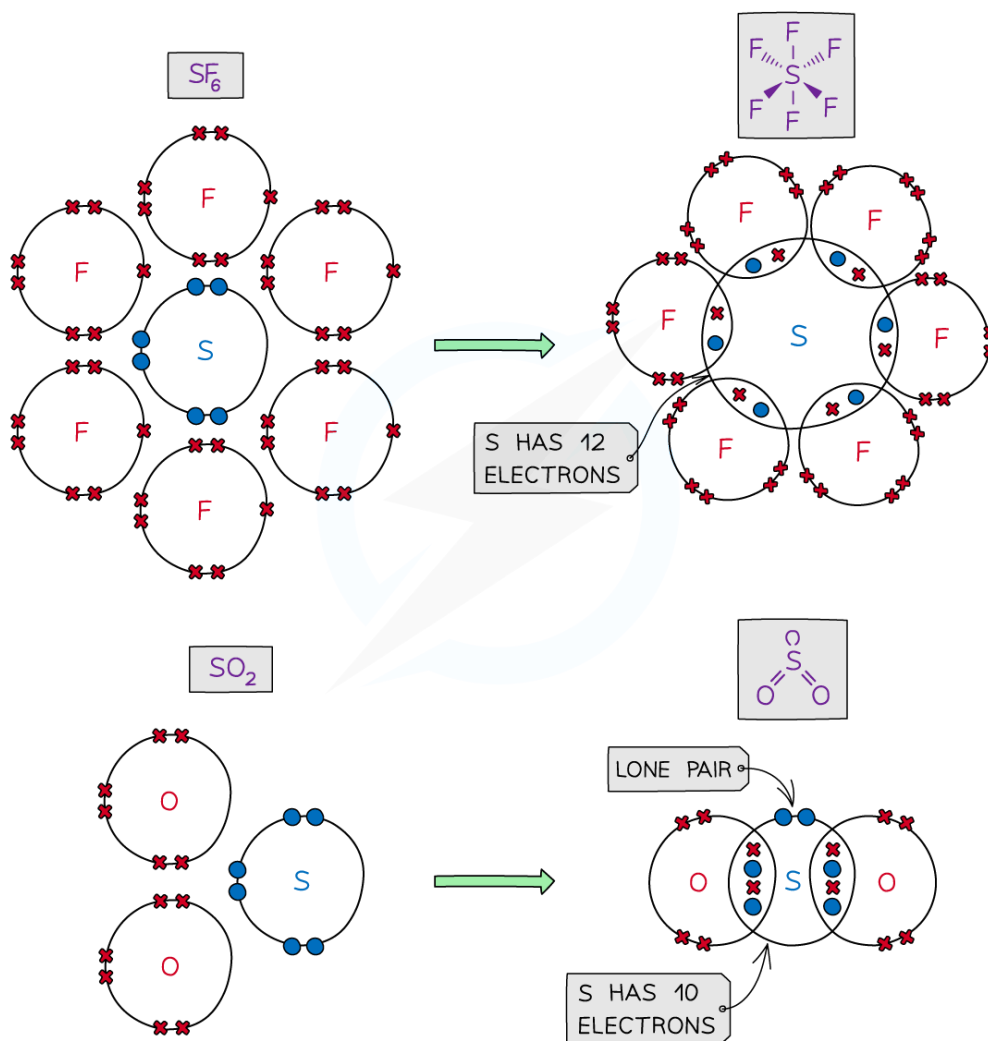 SF₆
F
F F
S
F F
F
F
F F
S
F F
F
F F
F S F
F F
S HAS 12
ELECTRONS
SO₂
O
S
O
S
O O
LONE PAIR
O S O
S HAS 10
ELECTRONS